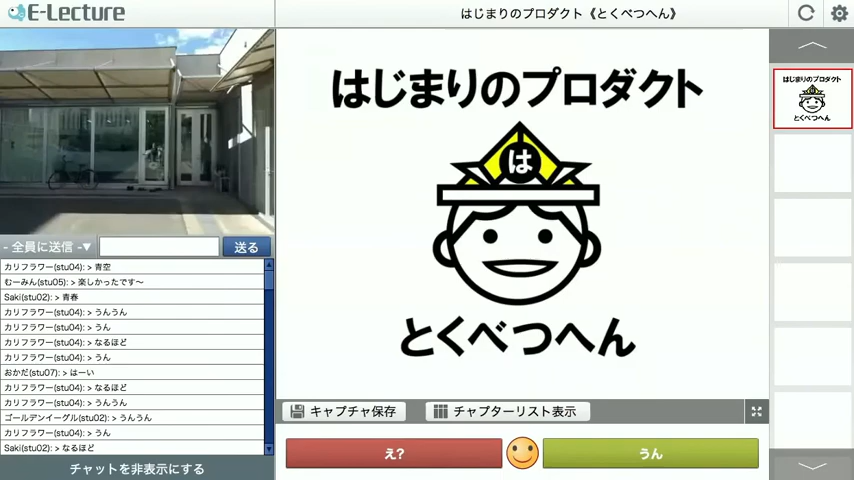 E-Lecture
はじまりのプロダクト《とくべつへん》
- 全員に送信 -▼
送る
カリフラワー(stu04): > 青空
むーみん(stu05): > 楽しかったです～
Saki(stu02): > 青春
カリフラワー(stu04): > うんうん
カリフラワー(stu04): > うん
カリフラワー(stu04): > なるほど
カリフラワー(stu04): > うん
おかだ(stu07): > はーい
カリフラワー(stu04): > なるほど
カリフラワー(stu04): > うんうん
ゴールデンイーグル(stu02): > うんうん
カリフラワー(stu04): > うん
Saki(stu02): > なるほど
チャットを非表示にする
はじまりのプロダクト
は
とくべつへん
キャプチャ保存
チャプターリスト表示
え?
うん
はじまりのプロダクト
とくべつへん